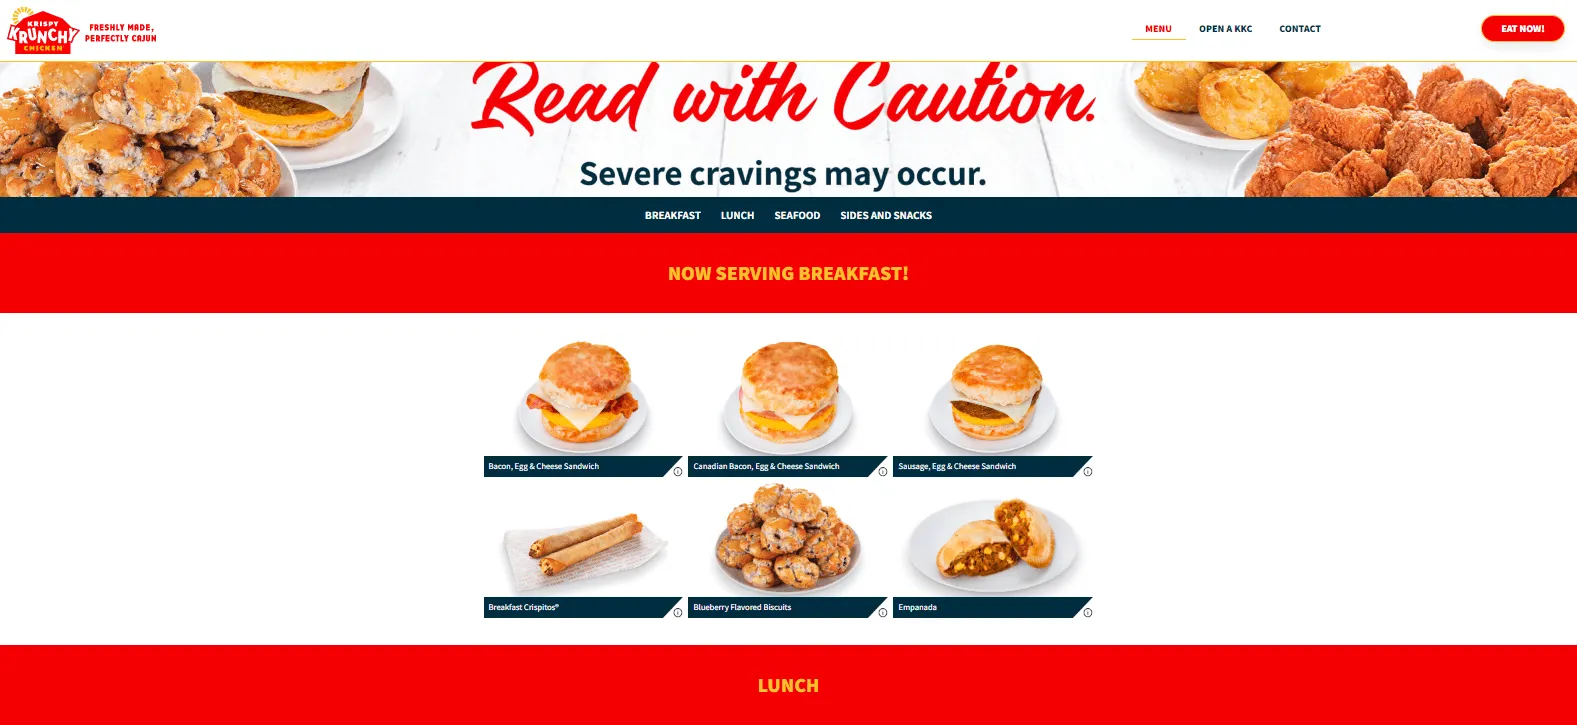 KRISPY
KRUNCHY
CHICKEN
FRESHLY MADE,
PERFECTLY CAJUN
MENU
OPEN A KKC
CONTACT
EAT NOW!
Read with Caution.
Severe cravings may occur.
BREAKFAST LUNCH SEAFOOD SIDES AND SNACKS
NOW SERVING BREAKFAST!
Bacon, Egg & Cheese Sandwich
Canadian Bacon, Egg & Cheese Sandwich
Sausage, Egg & Cheese Sandwich
Breakfast Crispitos®
Blueberry Flavored Biscuits
Empanada
LUNCH